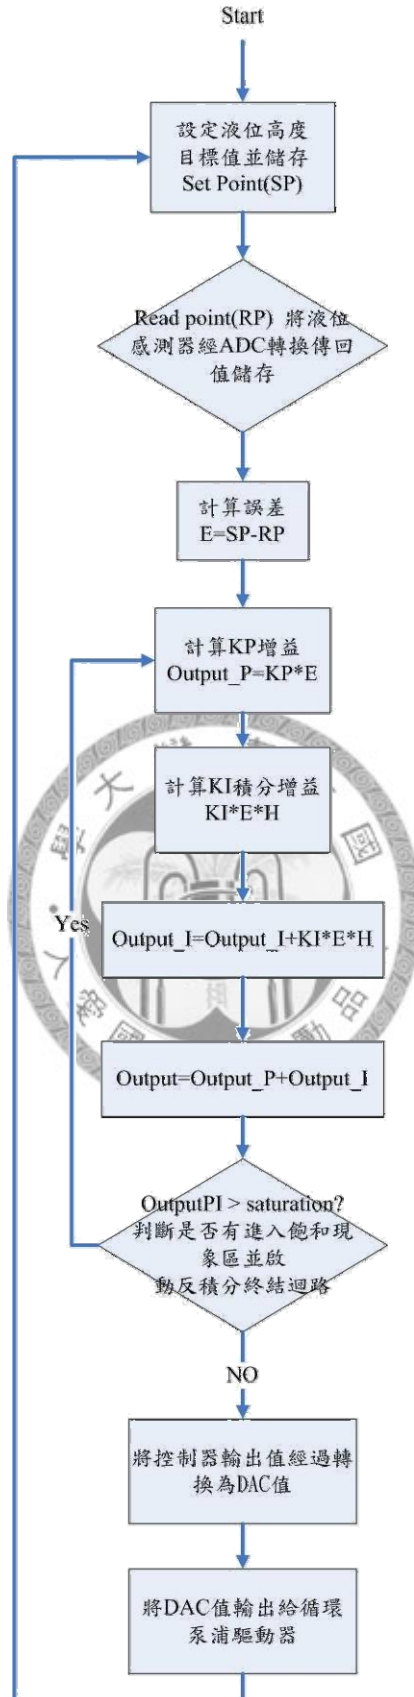 Start
設定液位高度
目標值並儲存
Set Point(SP)
Read point(RP) 將液位
感測器經ADC轉換傳回
值儲存
計算誤差
E=SP-RP
計算KP增益
Output_P=KP*E
計算KI積分增益
KI*E*H
Yes
Output_I=Output_I+KI*E*H
Output=Output_P+Output_I
OutputPI > saturation?
判斷是否有進入飽和現
象區並啟
動反積分終結迴路
NO
將控制器輸出值經過轉
換為DAC值
將DAC值輸出給循環
泵浦驅動器